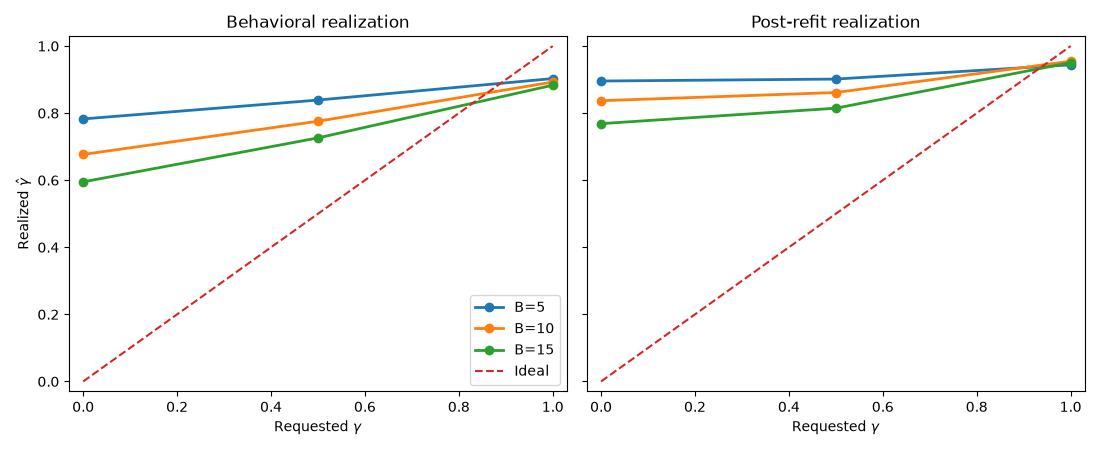 Behavioral realization
Post-refit realization
Realized γ̂
1.0
0.8
0.6
0.4
0.2
0.0
B=5
B=10
B=15
Ideal
0.0 0.2 0.4 0.6 0.8 1.0
0.0 0.2 0.4 0.6 0.8 1.0
Requested γ
Requested γ